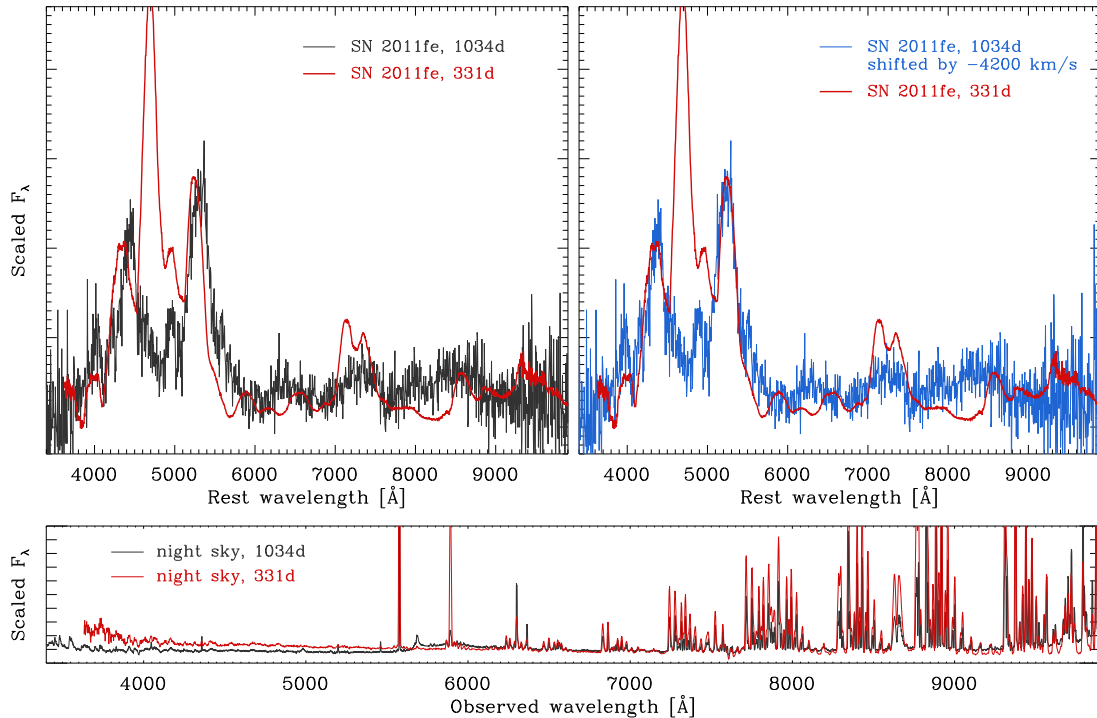 SN 2011fe, 1034d
SN 2011fe, 331d
Scaled Fλ
4000 5000 6000 7000 8000 9000
Rest wavelength [Å]
SN 2011fe, 1034d
shifted by −4200 km/s
SN 2011fe, 331d
4000 5000 6000 7000 8000 9000
Rest wavelength [Å]
night sky, 1034d
night sky, 331d
Scaled Fλ
4000 5000 6000 7000 8000 9000
Observed wavelength [Å]